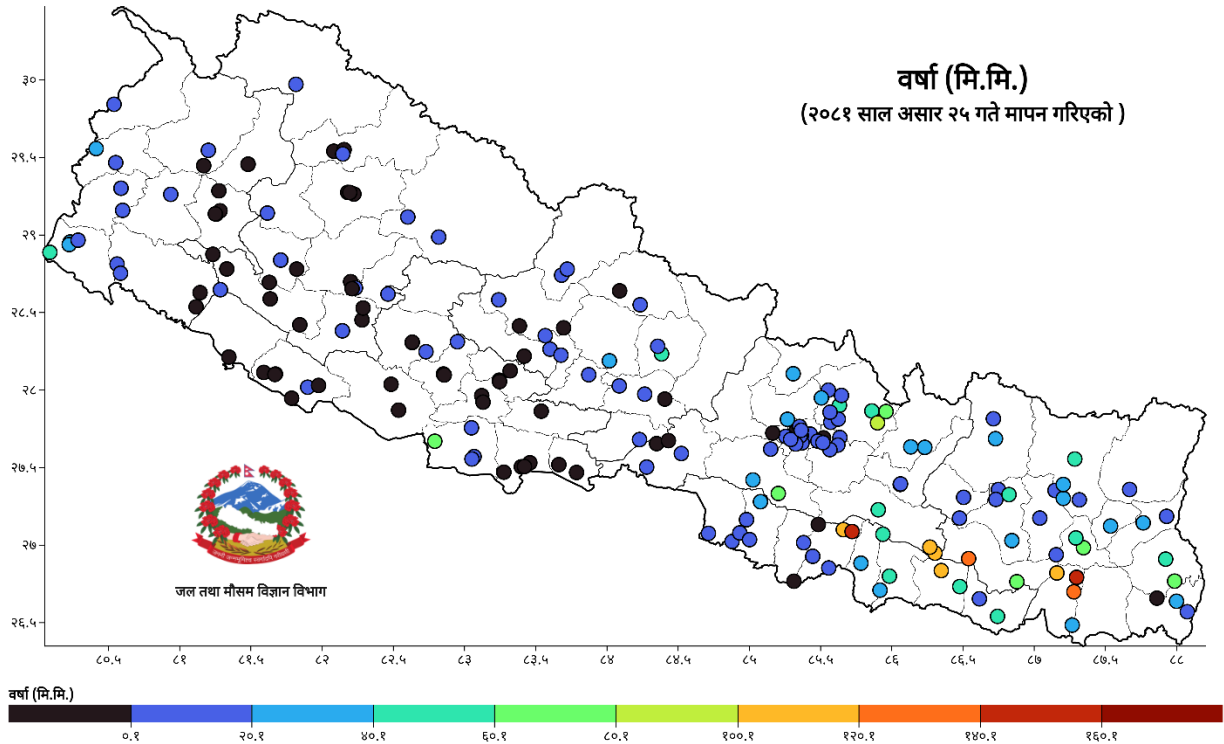 वर्षा (मि.मि.)
(२०८१ साल असार २५ गते मापन गरिएको )
३०
२९.५
२९
२८.५
२८
२७.५
२७
२६.५
जल तथा मौसम विज्ञान विभाग
८०.५ ८१ ८१.५ ८२ ८२.५ ८३ ८३.५ ८४ ८४.५ ८५ ८५.५ ८६ ८६.५ ८७ ८७.५ ८८
वर्षा (मि.मि.)
०.१ २०.१ ४०.१ ६०.१ ८०.१ १००.१ १२०.१ १४०.१ १६०.१